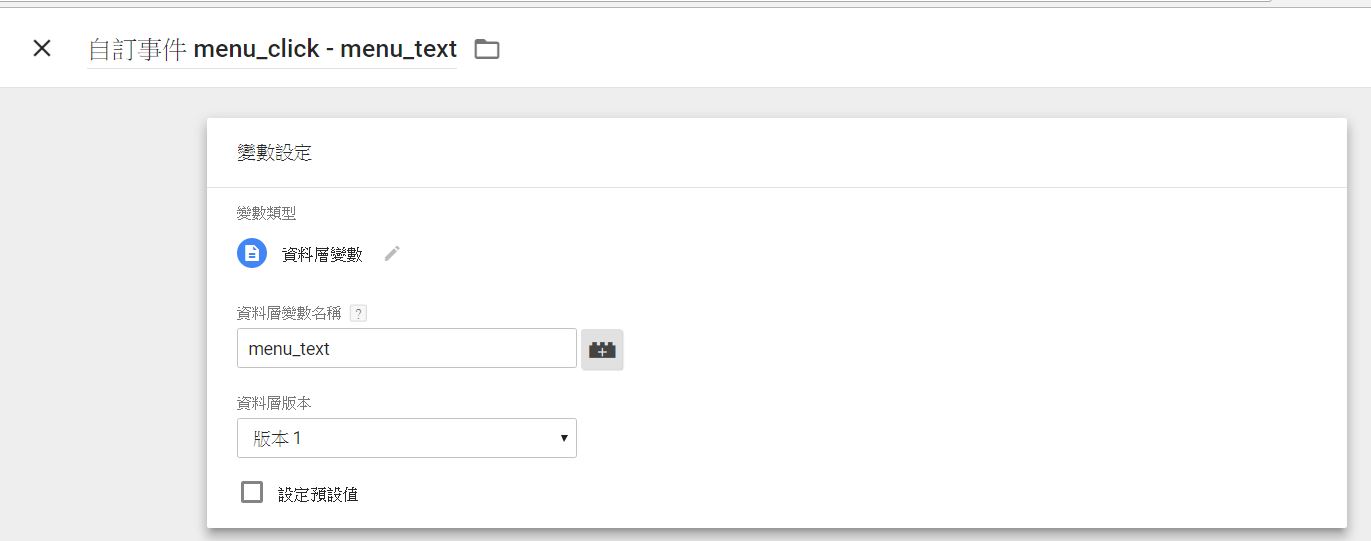 自訂事件 menu_click - menu_text
變數設定
變數類型
資料層變數
資料層變數名稱 ?
menu_text
資料層版本
版本 1
設定預設值